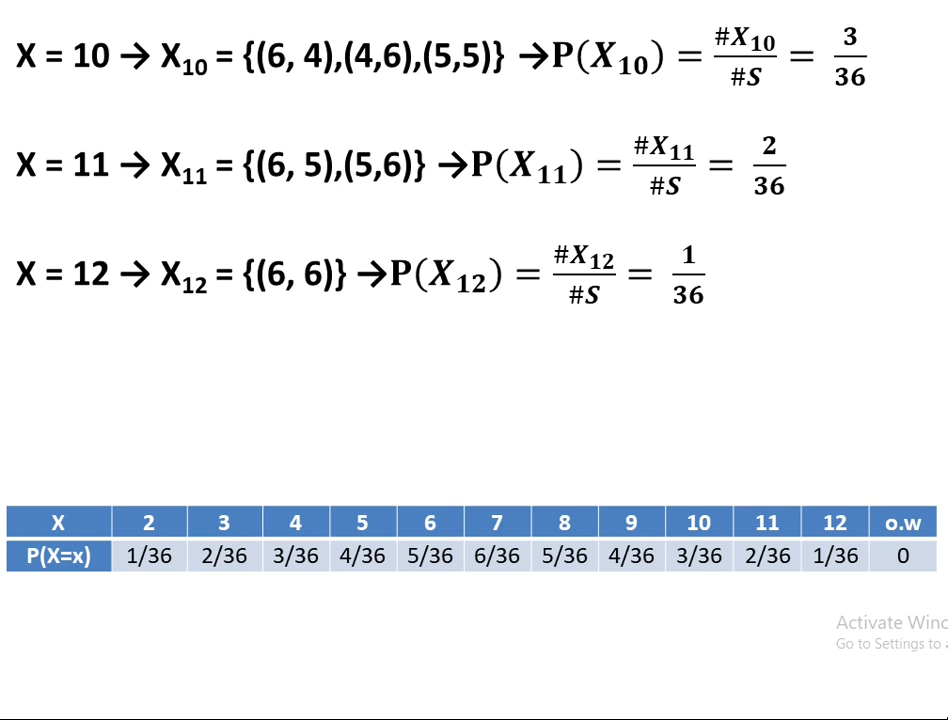 X = 10 → X₁₀ = {(6, 4),(4,6),(5,5)} → P(X₁₀) = #X₁₀/#S = 3/36
X = 11 → X₁₁ = {(6, 5),(5,6)} → P(X₁₁) = #X₁₁/#S = 2/36
X = 12 → X₁₂ = {(6, 6)} → P(X₁₂) = #X₁₂/#S = 1/36
X 2 3 4 5 6 7 8 9 10 11 12 o.w
P(X=x) 1/36 2/36 3/36 4/36 5/36 6/36 5/36 4/36 3/36 2/36 1/36 0
Activate Winc
Go to Settings to